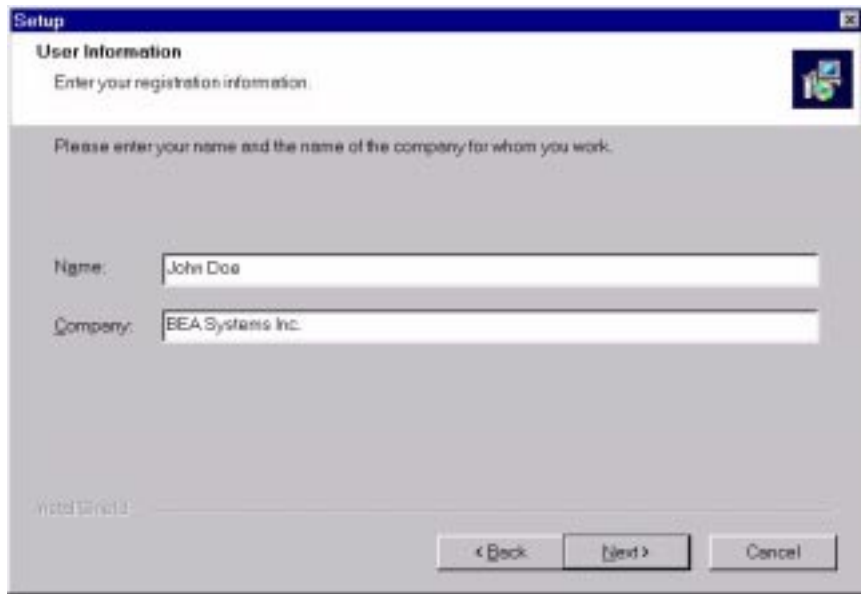 Setup
User Information
Enter your registration information.
Please enter your name and the name of the company for whom you work.
Name: John Doe
Company: BEA Systems Inc.
InstallShield
< Back Next > Cancel